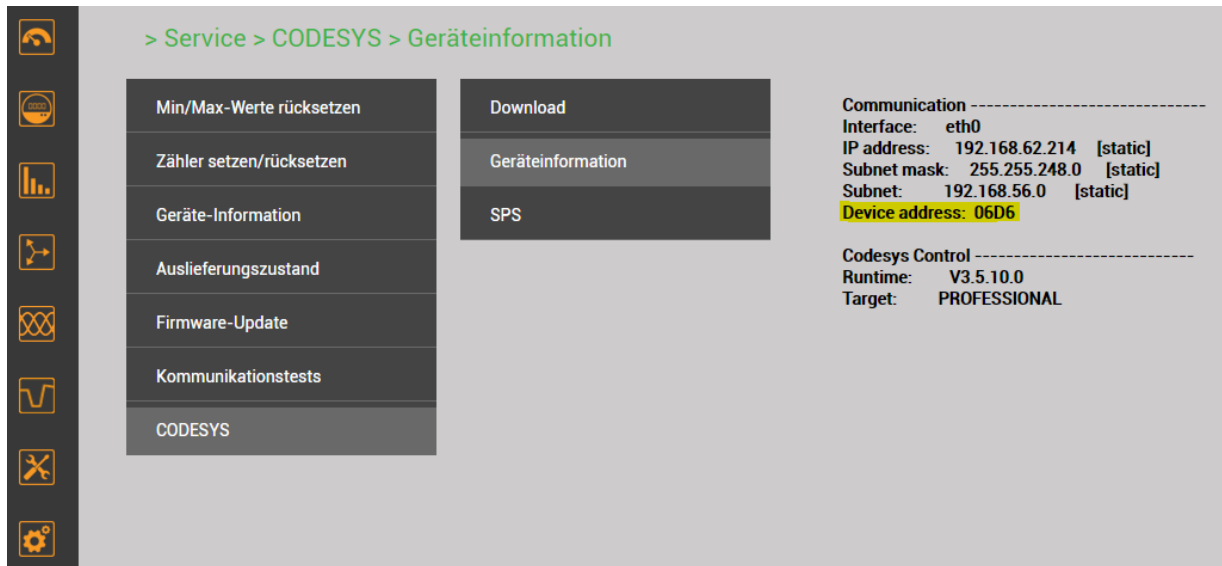 > Service > CODESYS > Geräteinformation
Min/Max-Werte rücksetzen
Zähler setzen/rücksetzen
Geräte-Information
Auslieferungszustand
Firmware-Update
Kommunikationstests
CODESYS
Download
Geräteinformation
SPS
Communication ------------------------------
Interface: eth0
IP address: 192.168.62.214 [static]
Subnet mask: 255.255.248.0 [static]
Subnet: 192.168.56.0 [static]
Device address: 06D6
Codesys Control ----------------------------
Runtime: V3.5.10.0
Target: PROFESSIONAL